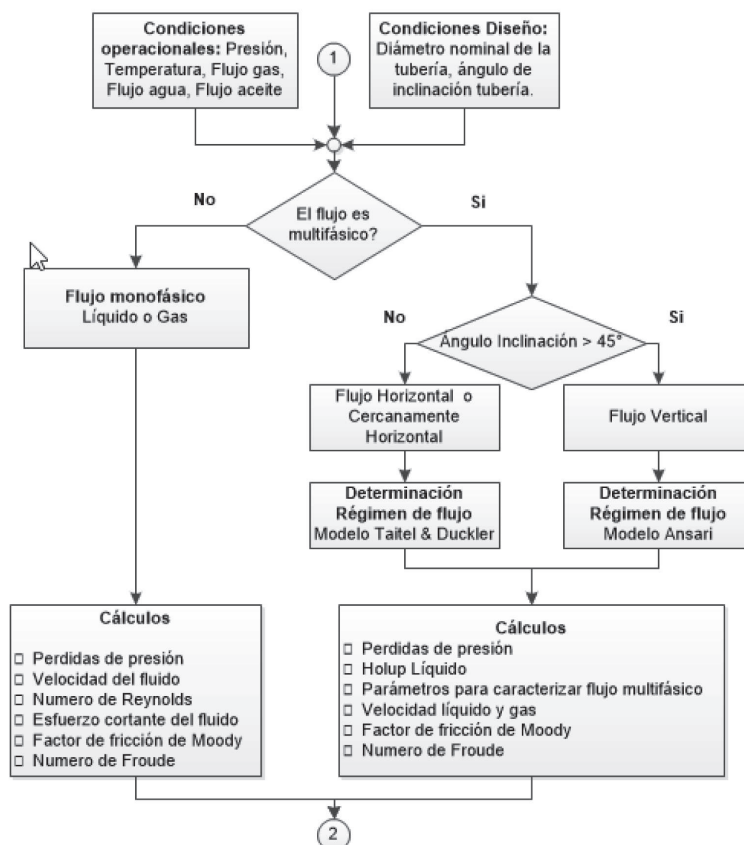 Condiciones
operacionales: Presión,
Temperatura, Flujo gas,
Flujo agua, Flujo aceite
1
Condiciones Diseño:
Diámetro nominal de la
tubería, ángulo de
inclinación tubería.
No
El flujo es
multifásico?
Si
Flujo monofásico
Líquido o Gas
No
Ángulo Inclinación > 45°
Si
Flujo Horizontal o
Cercanamente
Horizontal
Flujo Vertical
Determinación
Régimen de flujo
Modelo Taitel & Duckler
Determinación
Régimen de flujo
Modelo Ansari
Cálculos
Perdidas de presión
Velocidad del fluido
Numero de Reynolds
Esfuerzo cortante del fluido
Factor de fricción de Moody
Numero de Froude
Cálculos
Perdidas de presión
Holup Líquido
Parámetros para caracterizar flujo multifásico
Velocidad líquido y gas
Factor de fricción de Moody
Numero de Froude
2